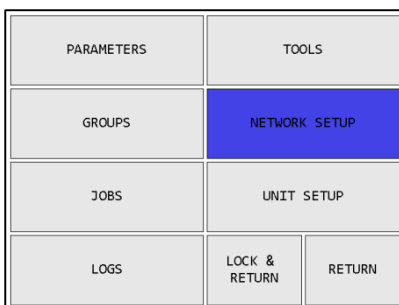 PARAMETERS
TOOLS
GROUPS
NETWORK SETUP
JOBS
UNIT SETUP
LOGS
LOCK &
RETURN
RETURN